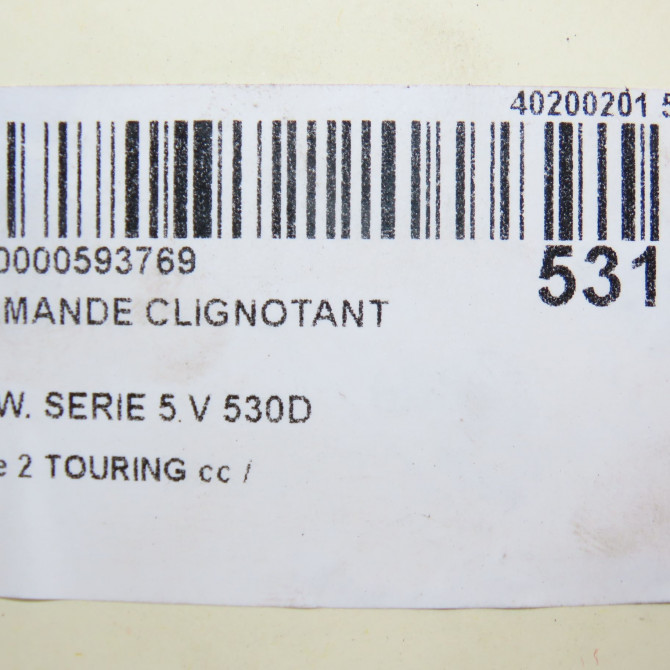 40200201 5
0000593769
531
MANDE CLIGNOTANT
W. SERIE 5 V 530D
e 2 TOURING cc /